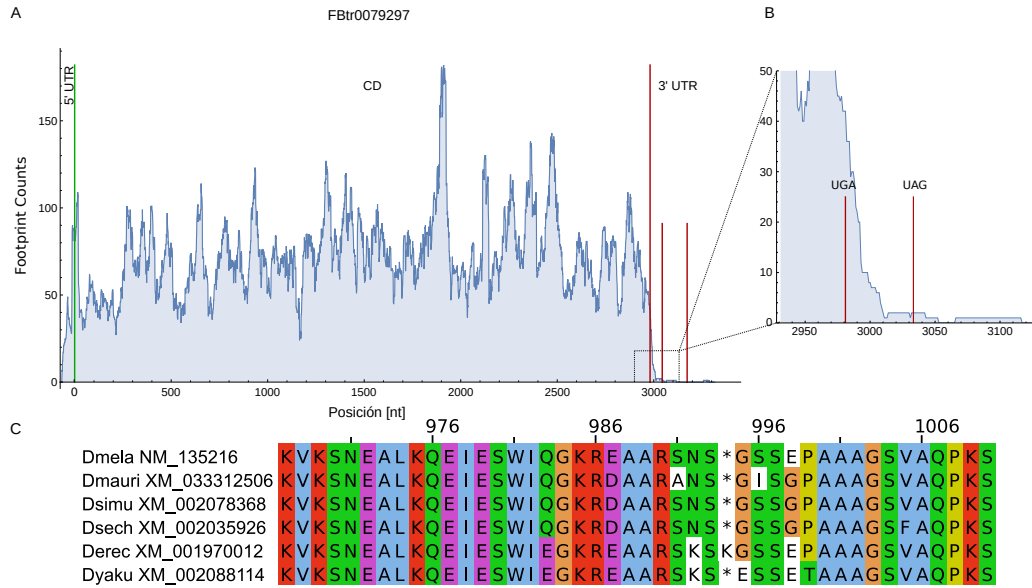 A
FBtr0079297
5' UTR
CD
3' UTR
Footprint Counts
150
100
50
0
0 500 1000 1500 2000 2500 3000
Posición [nt]
B
50
40
30
20
10
0
UGA UAG
2950 3000 3050 3100
C
976 986 996 1006
Dmela NM_135216 KVKSNEALKQEIESWIQGKREAARSNS*GSSEPAAAGSVAQPKS
Dmauri XM_033312506 KVKSNEALKQEIESWIQGKRDAARANS*GISGPAAAGSVAQPKS
Dsimu XM_002078368 KVKSNEALKQEIESWIQGKRDAARSNS*GSSGPAAAGSVAQPKS
Dsech XM_002035926 KVKSNEALKQEIESWIQGKRDAARSNS*GSSGPAAAGSFAQPKS
Derec XM_001970012 KVKSNEALKQEIESWIEGKREAARSKSKGSSEPAAAGSVAQPKS
Dyaku XM_002088114 KVKSNEALKQEIESWIEGKREAARSKS*ESSETAAAGSVAQPKS